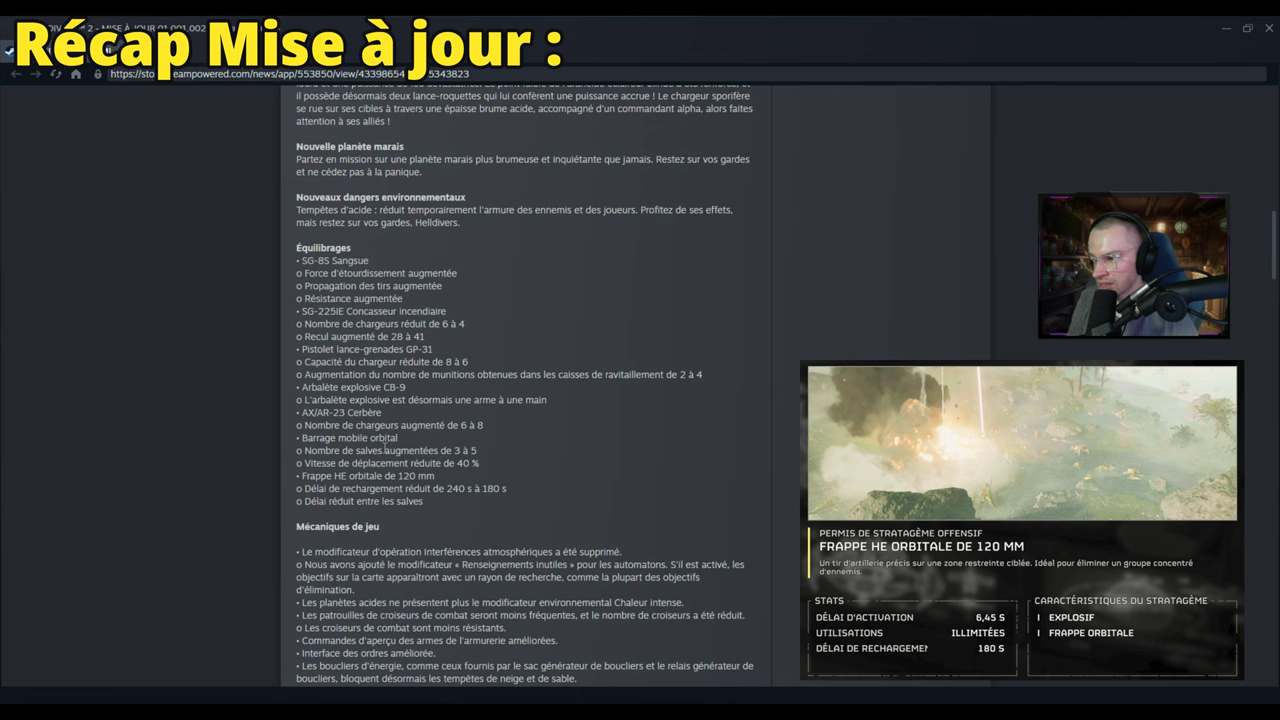 Récap Mise à jour :
2 - MISE À JOUR 01.001.002
eampowered.com/news/app/553850/view/43398654
5343823
il possède désormais deux lance-roquettes qui lui confèrent une puissance accrue ! Le chargeur sporifère
se rue sur ses cibles à travers une épaisse brume acide, accompagné d'un commandant alpha, alors faites
attention à ses alliés !
Nouvelle planète marais
Partez en mission sur une planète marais plus brumeuse et inquiétante que jamais. Restez sur vos gardes
et ne cédez pas à la panique.
Nouveaux dangers environnementaux
Tempêtes d'acide : réduit temporairement l'armure des ennemis et des joueurs. Profitez de ses effets,
mais restez sur vos gardes, Helldivers.
Équilibrages
• SG-8S Sangsue
o Force d'étourdissement augmentée
o Propagation des tirs augmentée
o Résistance augmentée
• SG-225IE Concasseur incendiaire
o Nombre de chargeurs réduit de 6 à 4
o Recul augmenté de 28 à 41
• Pistolet lance-grenades GP-31
o Capacité du chargeur réduite de 8 à 6
o Augmentation du nombre de munitions obtenues dans les caisses de ravitaillement de 2 à 4
• Arbalète explosive CB-9
o L'arbalète explosive est désormais une arme à une main
• AX/AR-23 Cerbère
o Nombre de chargeurs augmenté de 6 à 8
• Barrage mobile orbital
o Nombre de salves augmentées de 3 à 5
o Vitesse de déplacement réduite de 40 %
• Frappe HE orbitale de 120 mm
o Délai de rechargement réduit de 240 s à 180 s
o Délai réduit entre les salves
Mécaniques de jeu
• Le modificateur d'opération Interférences atmosphériques a été supprimé.
o Nous avons ajouté le modificateur « Renseignements inutiles » pour les automatons. S'il est activé, les
objectifs sur la carte apparaîtront avec un rayon de recherche, comme la plupart des objectifs
d'élimination.
• Les planètes acides ne présentent plus le modificateur environnemental Chaleur intense.
• Les patrouilles de croiseurs de combat seront moins fréquentes, et le nombre de croiseurs a été réduit.
o Les croiseurs de combat sont moins résistants.
• Commandes d'aperçu des armes de l'armurerie améliorées.
• Interface des ordres améliorée.
• Les boucliers d'énergie, comme ceux fournis par le sac générateur de boucliers et le relais générateur de
boucliers, bloquent désormais les tempêtes de neige et de sable.
PERMIS DE STRATAGÈME OFFENSIF
FRAPPE HE ORBITALE DE 120 MM
Un tir d'artillerie précis sur une zone restreinte ciblée. Idéal pour éliminer un groupe concentré
d'ennemis.
STATS
DÉLAI D'ACTIVATION 6,45 S
UTILISATIONS ILLIMITÉES
DÉLAI DE RECHARGEMEN 180 S
CARACTÉRISTIQUES DU STRATAGÈME
EXPLOSIF
FRAPPE ORBITALE